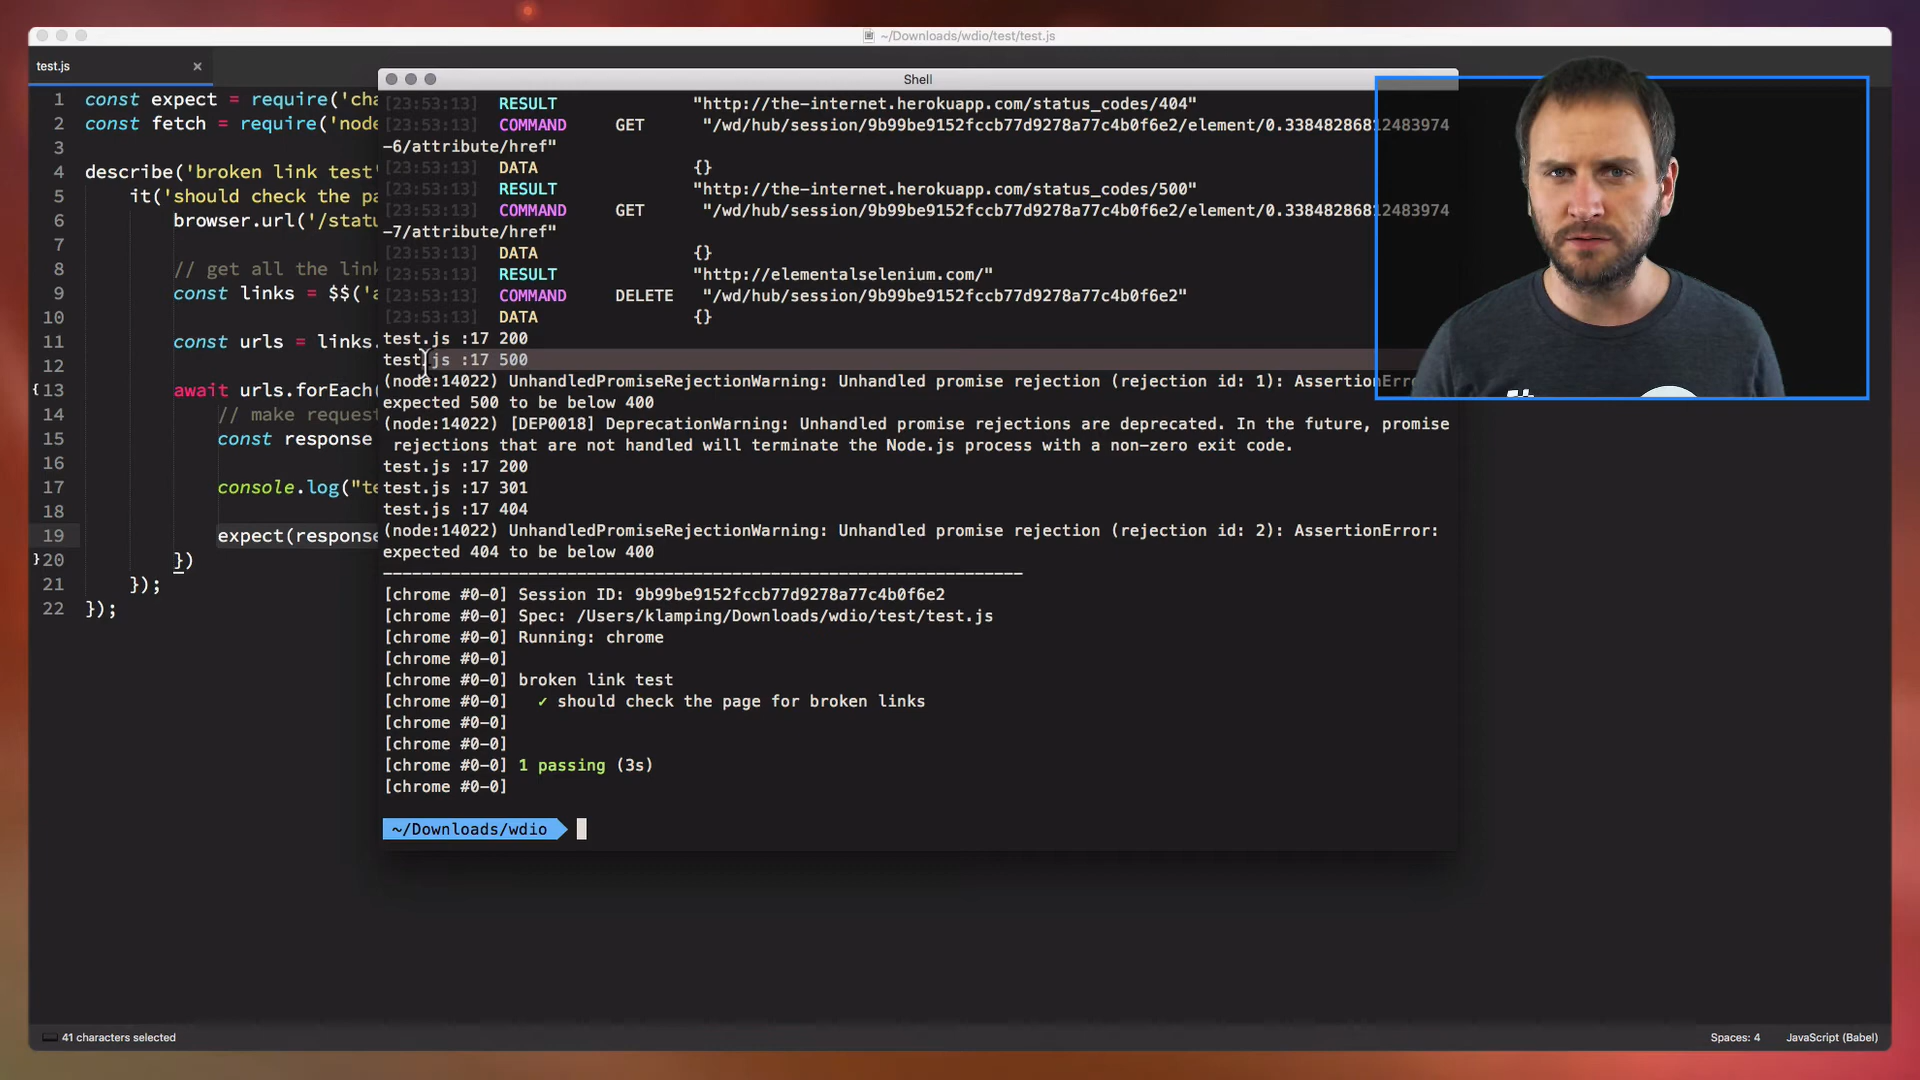 ~/Downloads/wdio/test/test.js
test.js ×
Shell
1 const expect = require('cha
2 const fetch = require('node
3
4 describe('broken link test'
5 it('should check the pa
6 browser.url('/statu
7
8 // get all the link
9 const links = $$('a
10
11 const urls = links.
12
{13 await urls.forEach(
14 // make request
15 const response
16
17 console.log("te
18
19 expect(response
}20 })
21 });
22 });
[23:53:13] RESULT "http://the-internet.herokuapp.com/status_codes/404"
[23:53:13] COMMAND GET "/wd/hub/session/9b99be9152fccb77d9278a77c4b0f6e2/element/0.33848286812483974
-6/attribute/href"
[23:53:13] DATA {}
[23:53:13] RESULT "http://the-internet.herokuapp.com/status_codes/500"
[23:53:13] COMMAND GET "/wd/hub/session/9b99be9152fccb77d9278a77c4b0f6e2/element/0.33848286812483974
-7/attribute/href"
[23:53:13] DATA {}
[23:53:13] RESULT "http://elementalselenium.com/"
[23:53:13] COMMAND DELETE "/wd/hub/session/9b99be9152fccb77d9278a77c4b0f6e2"
[23:53:13] DATA {}
test.js :17 200
test.js :17 500
(node:14022) UnhandledPromiseRejectionWarning: Unhandled promise rejection (rejection id: 1): AssertionErro
expected 500 to be below 400
(node:14022) [DEP0018] DeprecationWarning: Unhandled promise rejections are deprecated. In the future, promise
rejections that are not handled will terminate the Node.js process with a non-zero exit code.
test.js :17 200
test.js :17 301
test.js :17 404
(node:14022) UnhandledPromiseRejectionWarning: Unhandled promise rejection (rejection id: 2): AssertionError:
expected 404 to be below 400
------------------------------------------------------------------
[chrome #0-0] Session ID: 9b99be9152fccb77d9278a77c4b0f6e2
[chrome #0-0] Spec: /Users/klamping/Downloads/wdio/test/test.js
[chrome #0-0] Running: chrome
[chrome #0-0]
[chrome #0-0] broken link test
[chrome #0-0] ✓ should check the page for broken links
[chrome #0-0]
[chrome #0-0]
[chrome #0-0] 1 passing (3s)
[chrome #0-0]
~/Downloads/wdio
41 characters selected
Spaces: 4 JavaScript (Babel)